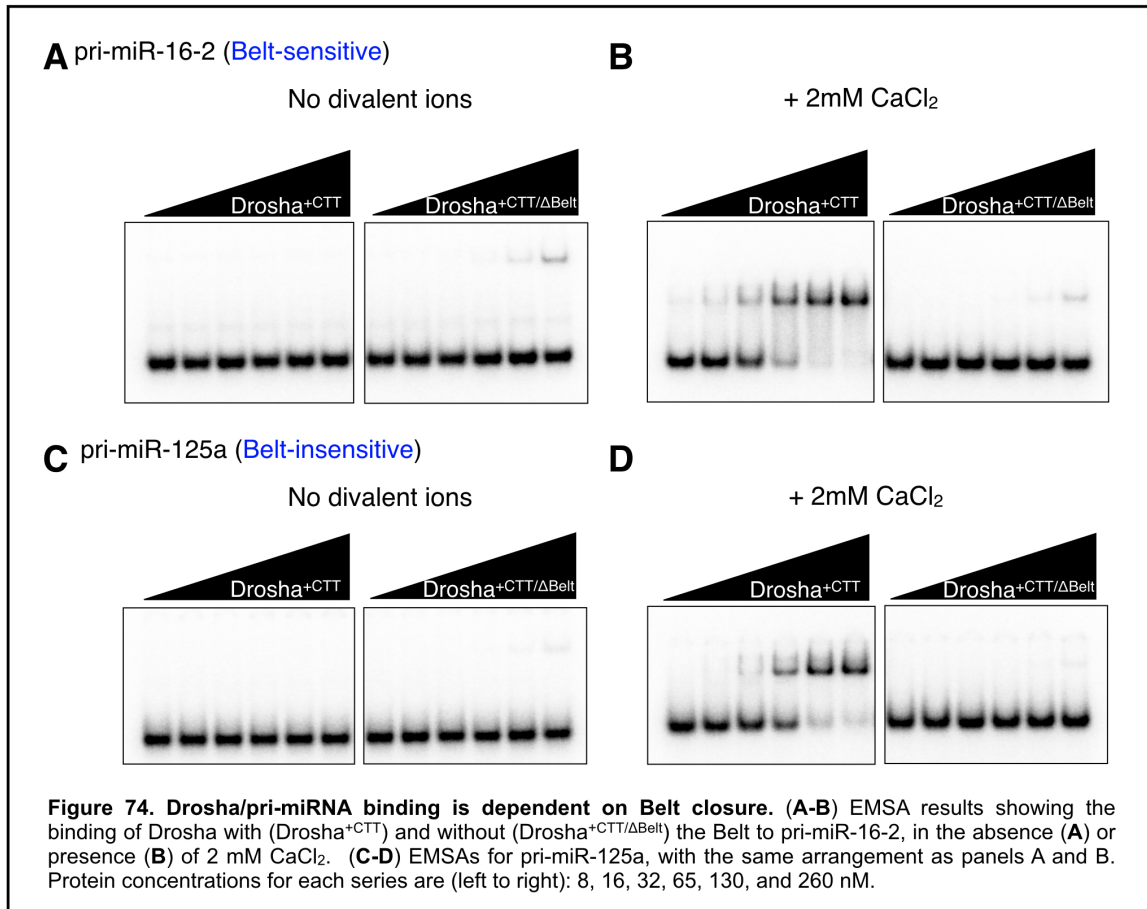 A pri-miR-16-2 (Belt-sensitive)
B
No divalent ions
+ 2mM CaCl₂
Drosha⁺ᶜᵀᵀ
Drosha+CTT/ΔBelt
Drosha⁺ᶜᵀᵀ
Drosha+CTT/ΔBelt
C pri-miR-125a (Belt-insensitive)
D
No divalent ions
+ 2mM CaCl₂
Drosha⁺ᶜᵀᵀ
Drosha+CTT/ΔBelt
Drosha⁺ᶜᵀᵀ
Drosha+CTT/ΔBelt
Figure 74. Drosha/pri-miRNA binding is dependent on Belt closure. (A-B) EMSA results showing the
binding of Drosha with (Drosha+CTT) and without (Drosha+CTT/ΔBelt) the Belt to pri-miR-16-2, in the absence (A) or
presence (B) of 2 mM CaCl₂. (C-D) EMSAs for pri-miR-125a, with the same arrangement as panels A and B.
Protein concentrations for each series are (left to right): 8, 16, 32, 65, 130, and 260 nM.